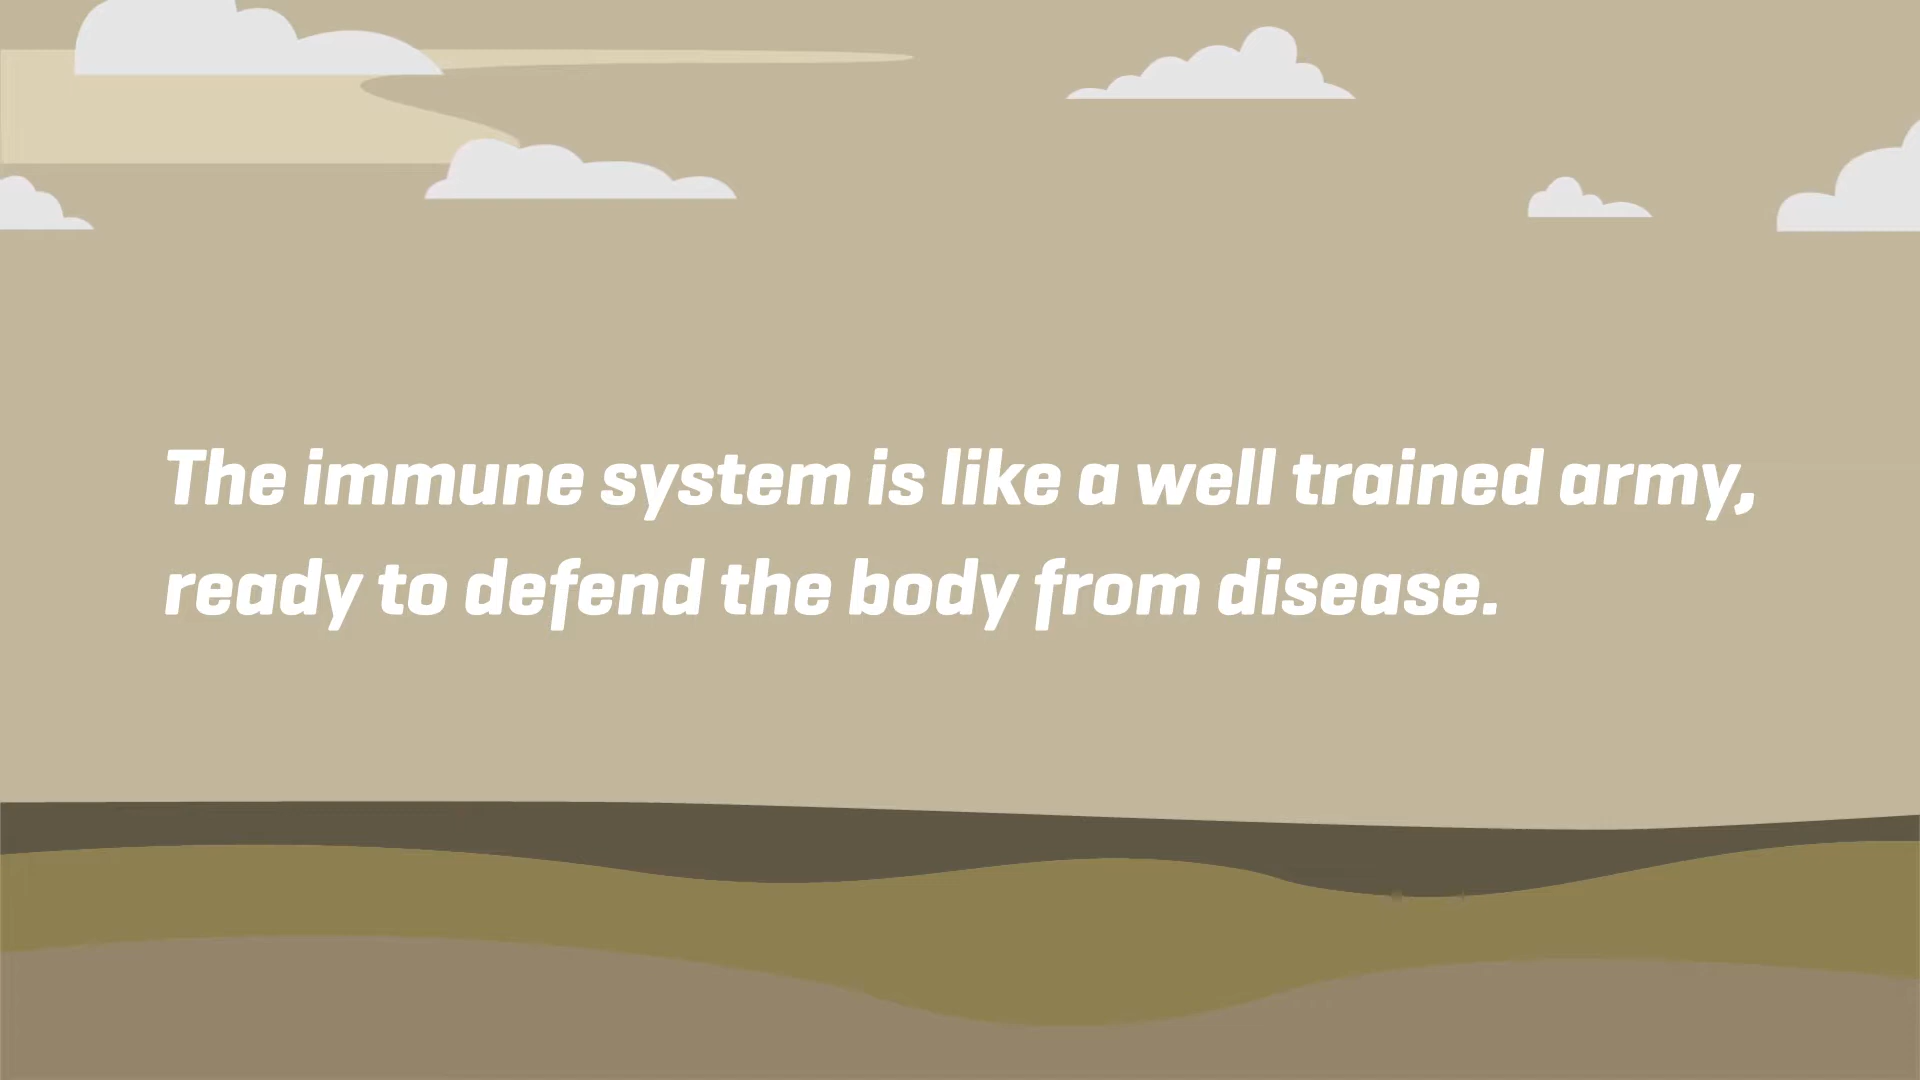 The immune system is like a well trained army,
ready to defend the body from disease.